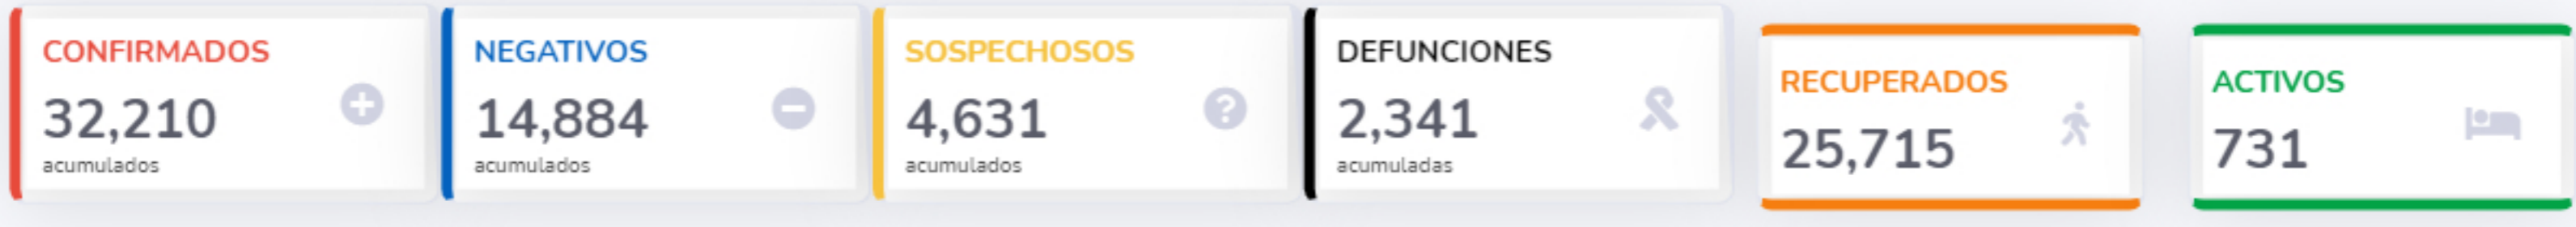 CONFIRMADOS
32,210
acumulados
NEGATIVOS
14,884
acumulados
SOSPECHOSOS
4,631
acumulados
DEFUNCIONES
2,341
acumuladas
RECUPERADOS
25,715
ACTIVOS
731